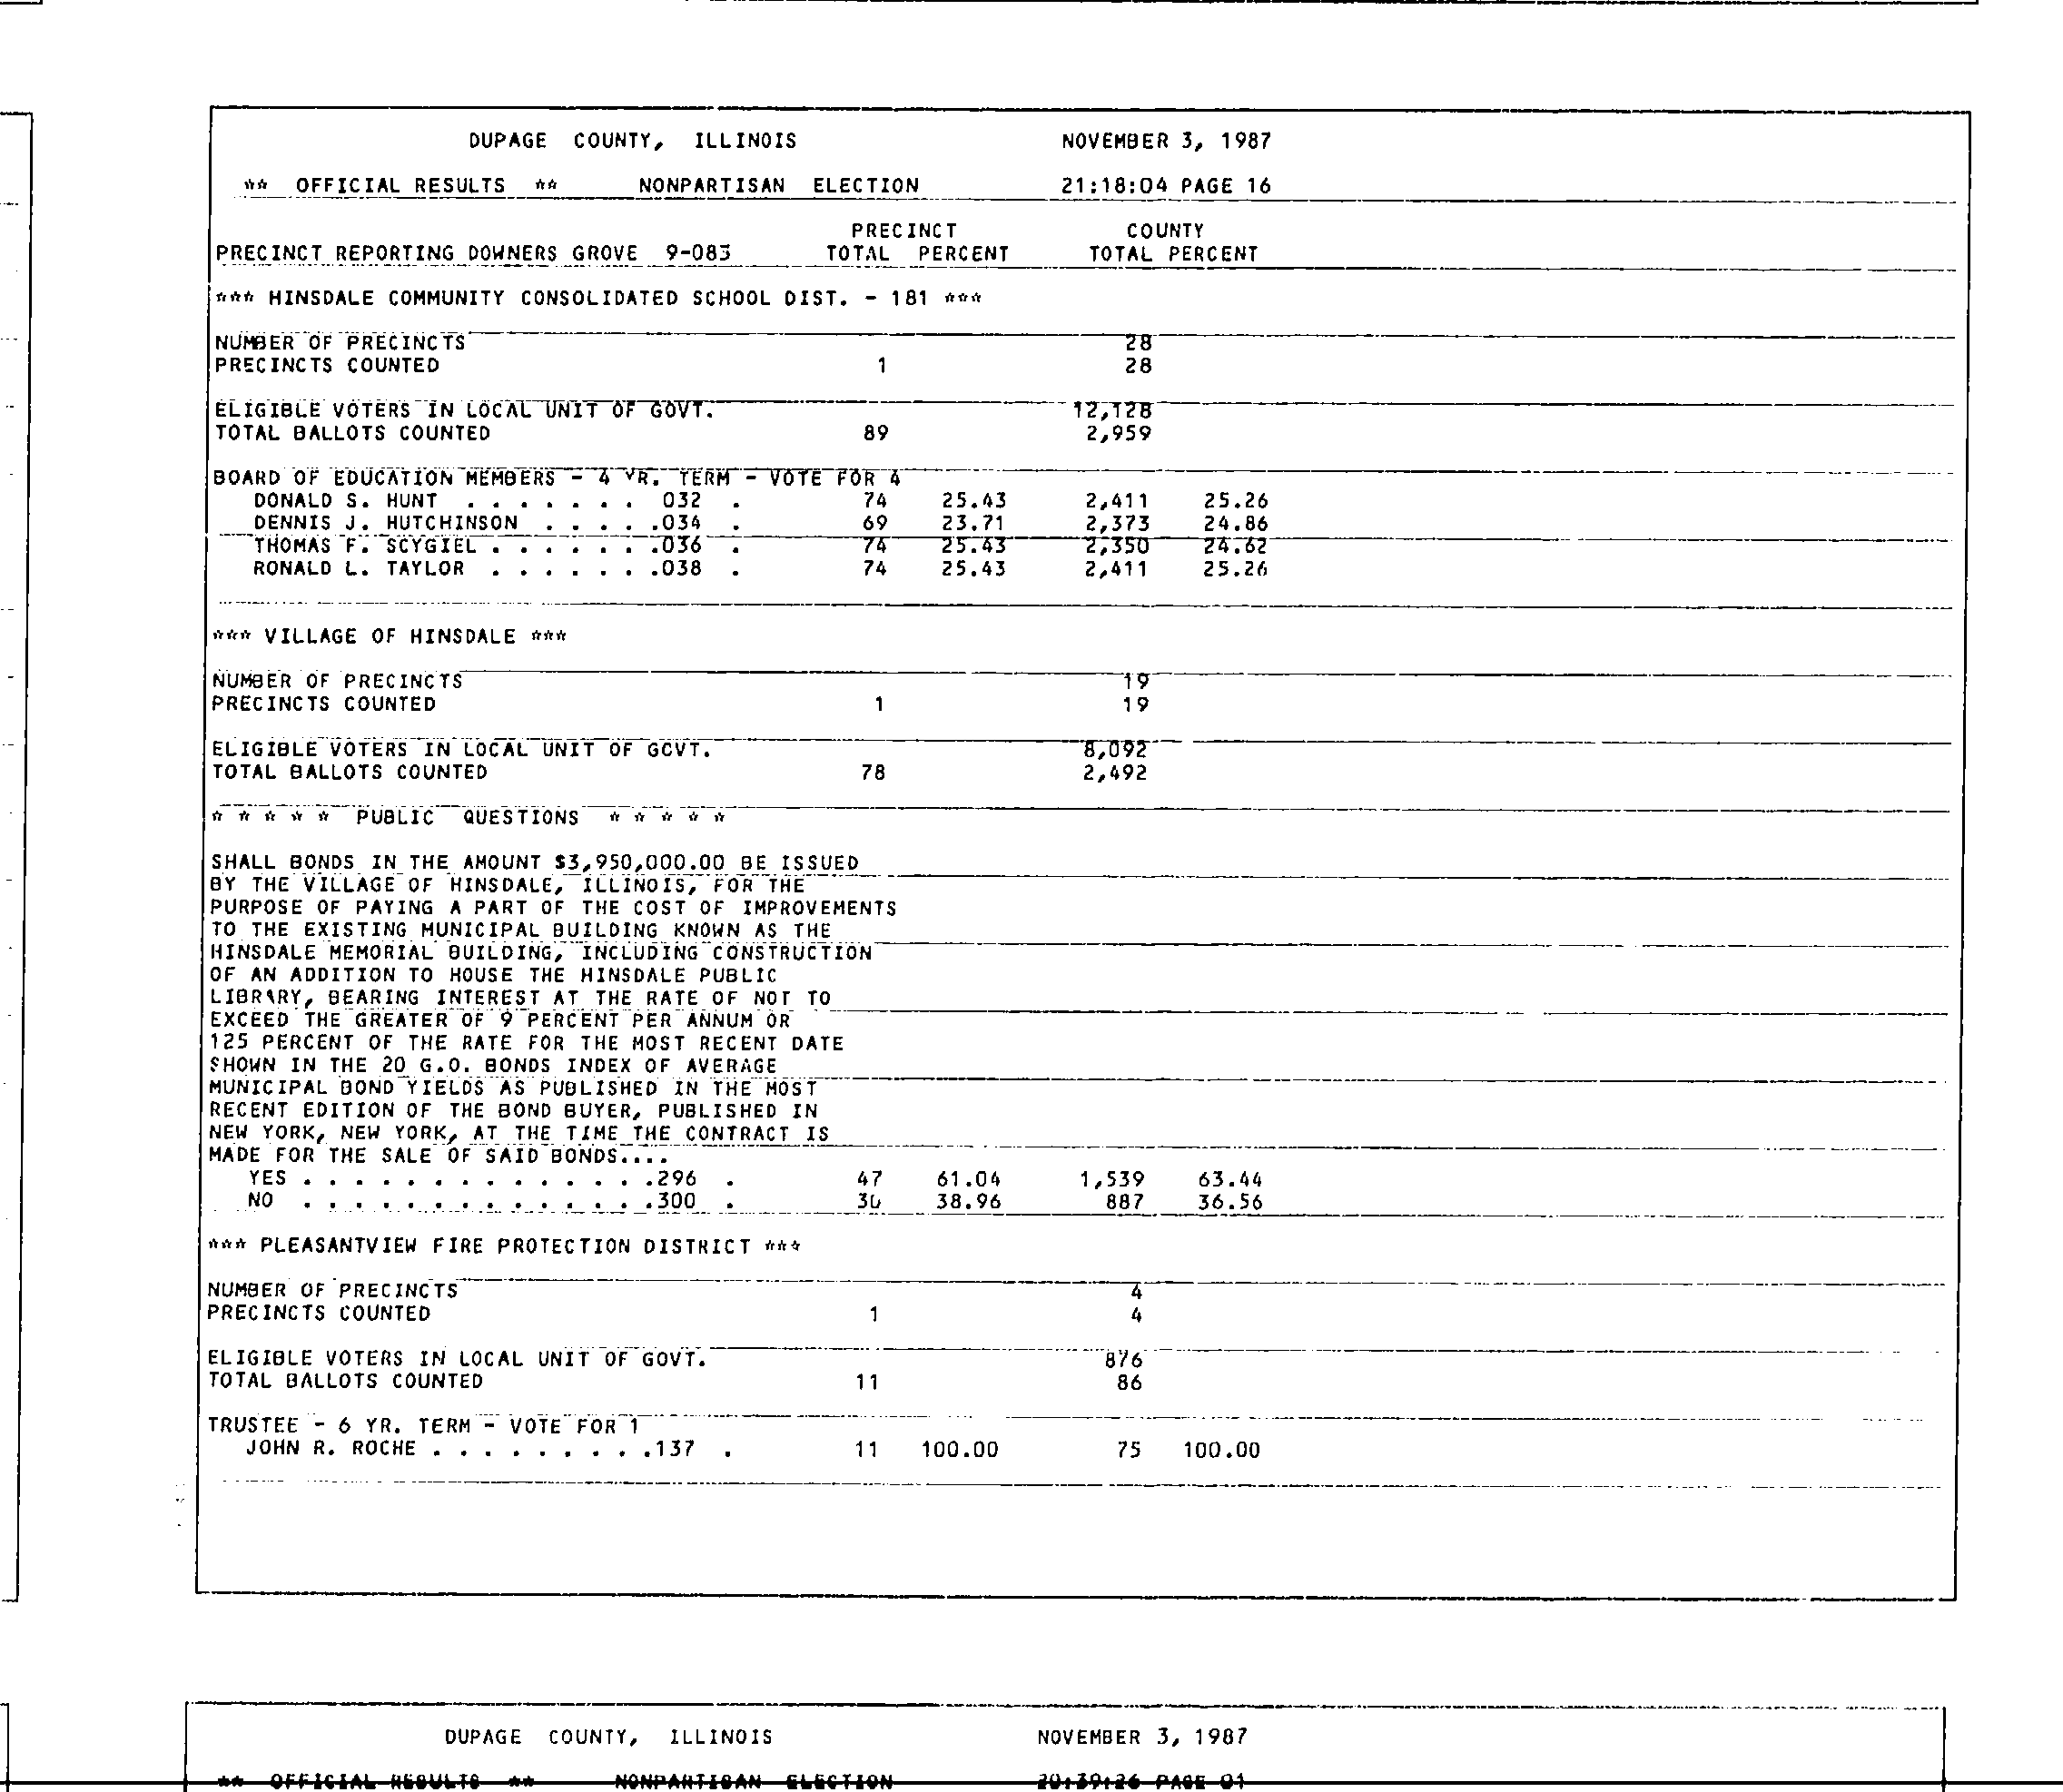 DUPAGE COUNTY, ILLINOIS NOVEMBER 3, 1987
** OFFICIAL RESULTS ** NONPARTISAN ELECTION 21:18:04 PAGE 16
PRECINCT COUNTY
PRECINCT REPORTING DOWNERS GROVE 9-083 TOTAL PERCENT TOTAL PERCENT
*** HINSDALE COMMUNITY CONSOLIDATED SCHOOL DIST. - 181 ***
NUMBER OF PRECINCTS 28
PRECINCTS COUNTED 1 28
ELIGIBLE VOTERS IN LOCAL UNIT OF GOVT. 12,128
TOTAL BALLOTS COUNTED 89 2,959
BOARD OF EDUCATION MEMBERS - 4 YR. TERM - VOTE FOR 4
DONALD S. HUNT . . . . . . . 032 . 74 25.43 2,411 25.26
DENNIS J. HUTCHINSON . . . . .034 . 69 23.71 2,373 24.86
THOMAS F. SCYGIEL . . . . . . .036 . 74 25.43 2,350 24.62
RONALD L. TAYLOR . . . . . . .038 . 74 25.43 2,411 25.26
*** VILLAGE OF HINSDALE ***
NUMBER OF PRECINCTS 19
PRECINCTS COUNTED 1 19
ELIGIBLE VOTERS IN LOCAL UNIT OF GOVT. 8,092
TOTAL BALLOTS COUNTED 78 2,492
* * * * * PUBLIC QUESTIONS * * * * *
SHALL BONDS IN THE AMOUNT $3,950,000.00 BE ISSUED
BY THE VILLAGE OF HINSDALE, ILLINOIS, FOR THE
PURPOSE OF PAYING A PART OF THE COST OF IMPROVEMENTS
TO THE EXISTING MUNICIPAL BUILDING KNOWN AS THE
HINSDALE MEMORIAL BUILDING, INCLUDING CONSTRUCTION
OF AN ADDITION TO HOUSE THE HINSDALE PUBLIC
LIBRARY, BEARING INTEREST AT THE RATE OF NOT TO
EXCEED THE GREATER OF 9 PERCENT PER ANNUM OR
125 PERCENT OF THE RATE FOR THE MOST RECENT DATE
SHOWN IN THE 20 G.O. BONDS INDEX OF AVERAGE
MUNICIPAL BOND YIELDS AS PUBLISHED IN THE MOST
RECENT EDITION OF THE BOND BUYER, PUBLISHED IN
NEW YORK, NEW YORK, AT THE TIME THE CONTRACT IS
MADE FOR THE SALE OF SAID BONDS....
YES . . . . . . . . . . . . . .296 . 47 61.04 1,539 63.44
NO . . . . . . . . . . . . . .300 . 30 38.96 887 36.56
*** PLEASANTVIEW FIRE PROTECTION DISTRICT ***
NUMBER OF PRECINCTS 4
PRECINCTS COUNTED 1 4
ELIGIBLE VOTERS IN LOCAL UNIT OF GOVT. 876
TOTAL BALLOTS COUNTED 11 86
TRUSTEE - 6 YR. TERM - VOTE FOR 1
JOHN R. ROCHE . . . . . . . . .137 . 11 100.00 75 100.00
DUPAGE COUNTY, ILLINOIS NOVEMBER 3, 1987
** OFFICIAL RESULTS ** NONPARTISAN ELECTION 20:39:26 PAGE 01